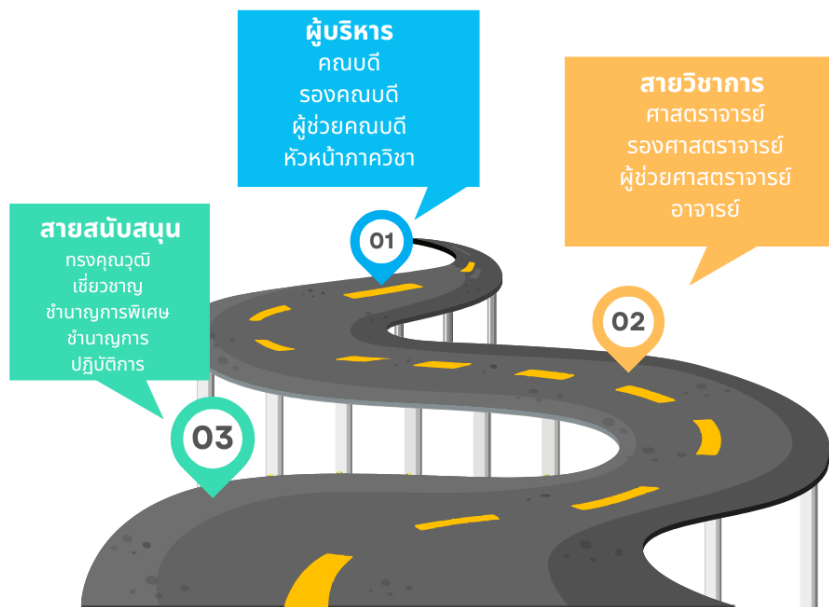 ผู้บริหาร
คณบดี
รองคณบดี
ผู้ช่วยคณบดี
หัวหน้าภาควิชา
01
สายวิชาการ
ศาสตราจารย์
รองศาสตราจารย์
ผู้ช่วยศาสตราจารย์
อาจารย์
02
สายสนับสนุน
ทรงคุณวุฒิ
เชี่ยวชาญ
ชำนาญการพิเศษ
ชำนาญการ
ปฏิบัติการ
03